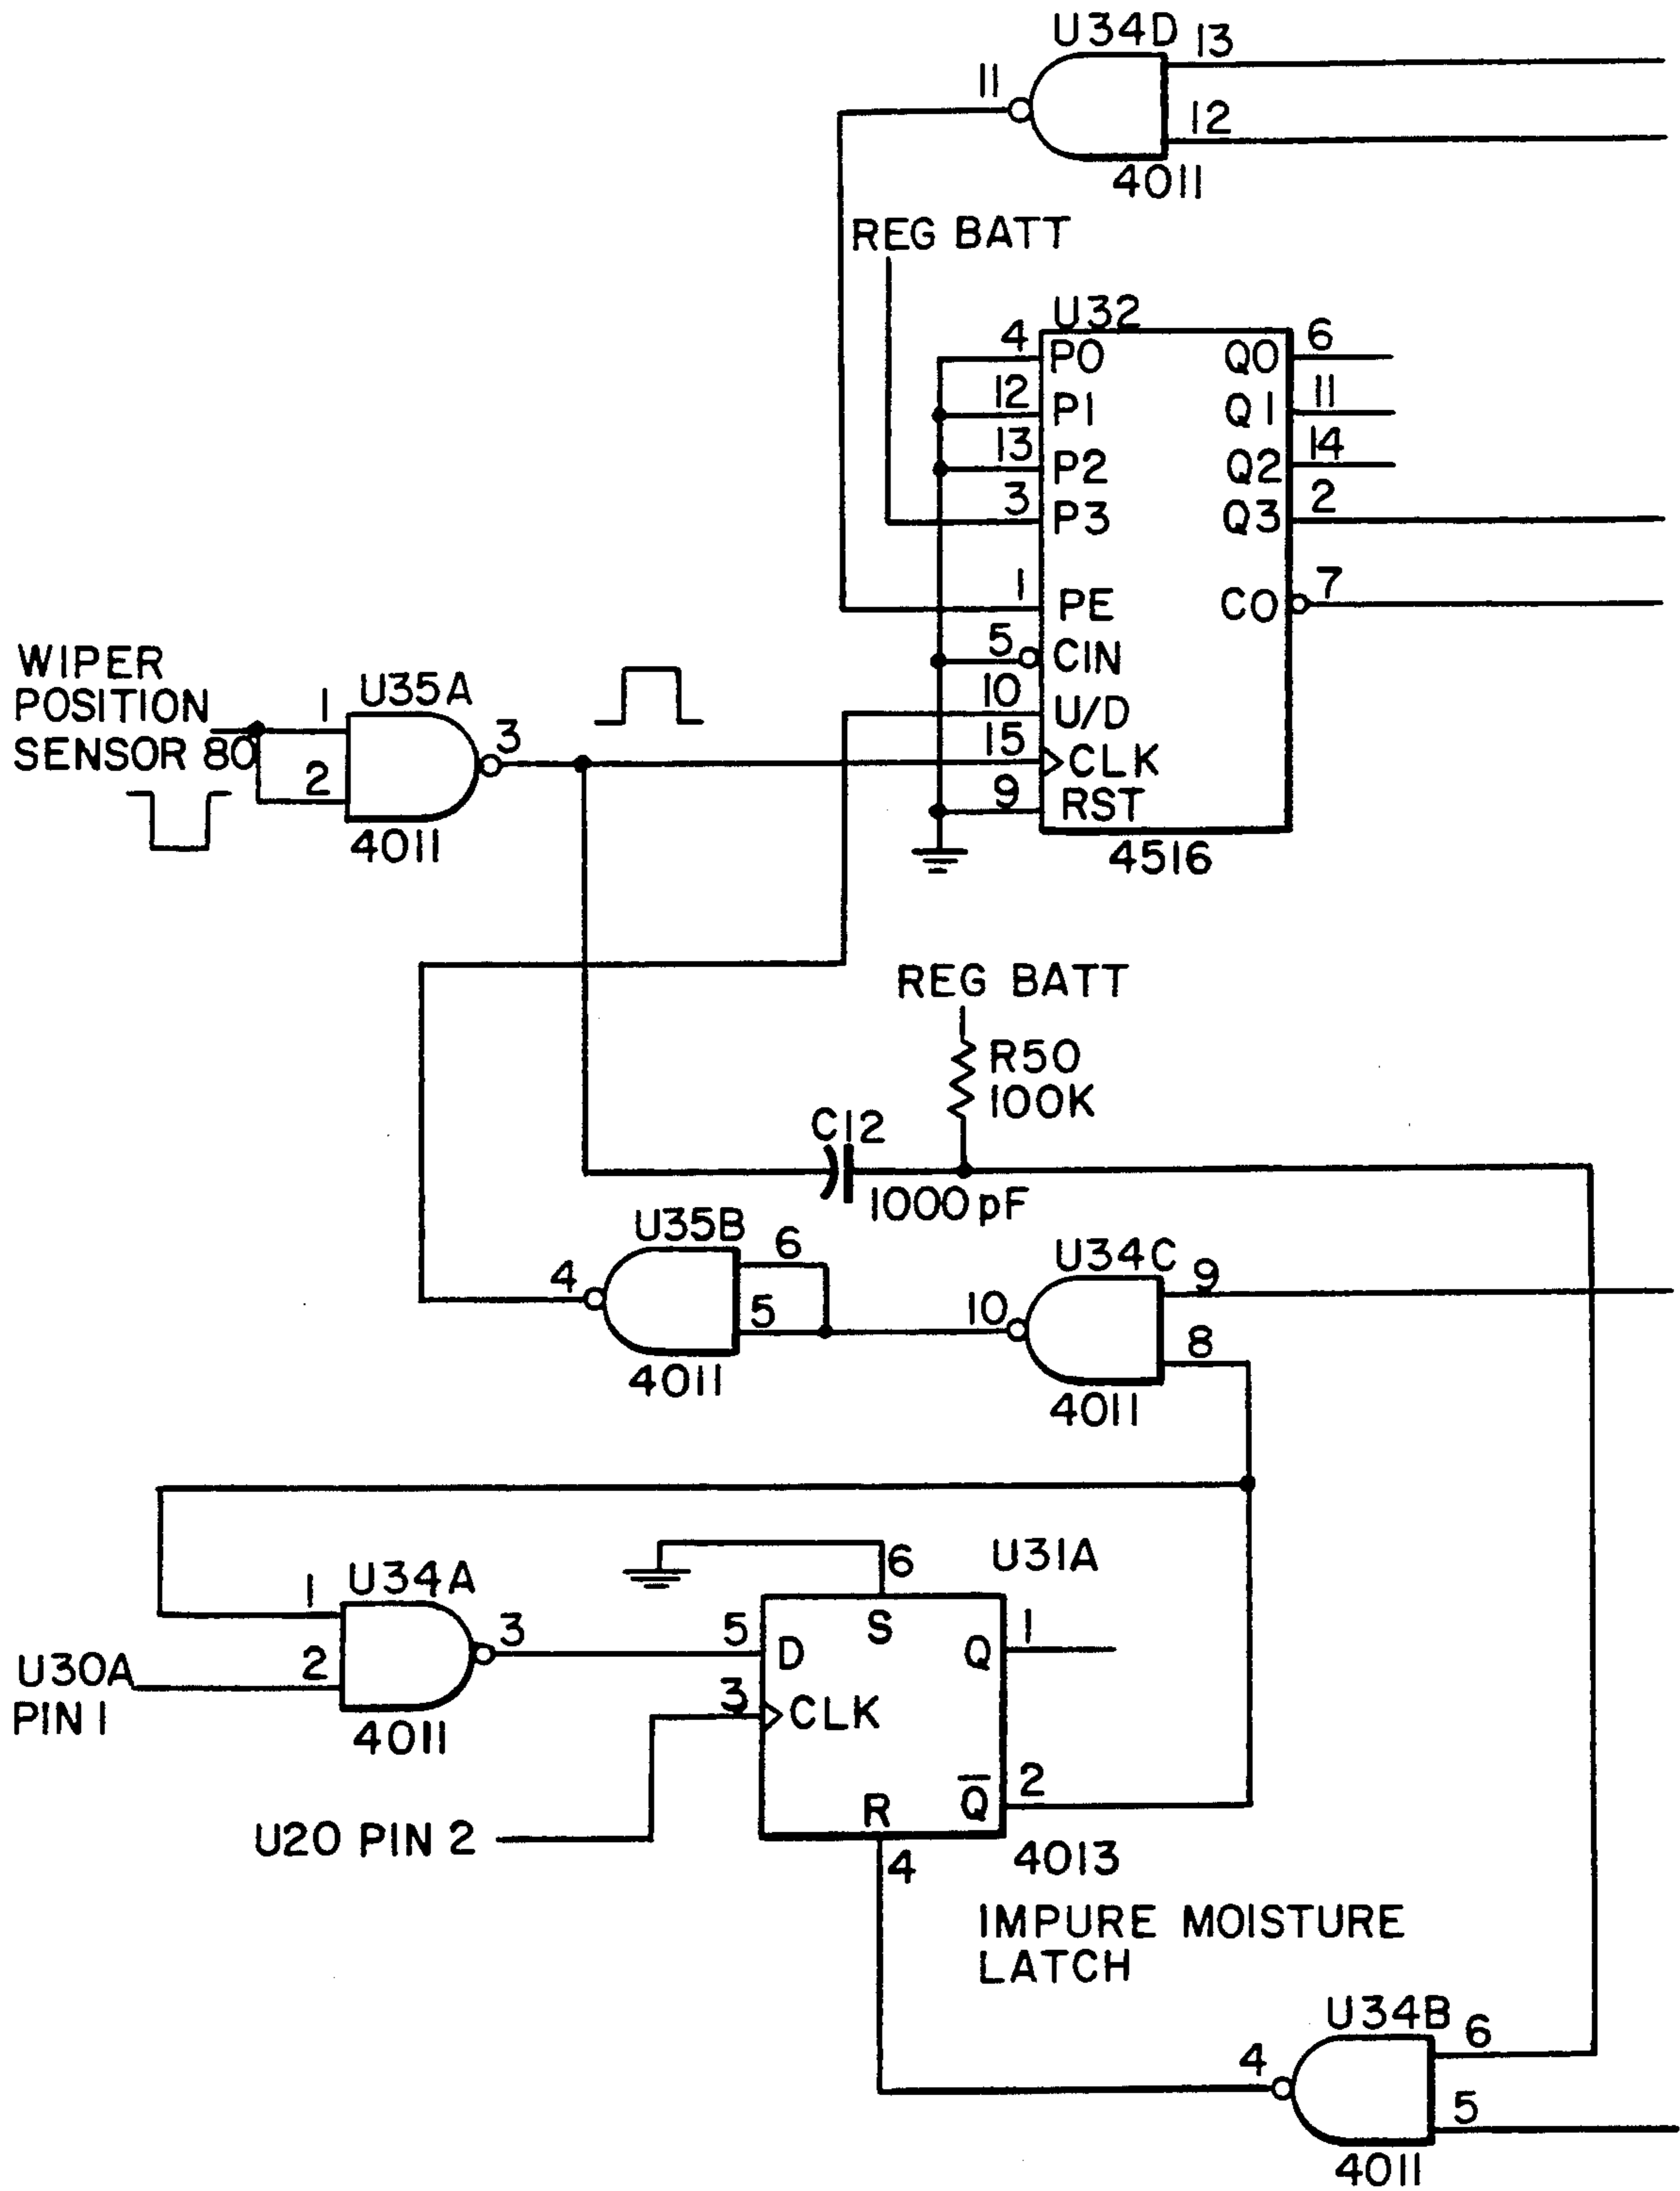 U34D
13
11
12
4011
REG BATT
U32
4 P0 Q0 6
12 P1 Q1 11
13 P2 Q2 14
3 P3 Q3 2
1 PE CO 7
5 CIN
10 U/D
15 CLK
9 RST
4516
WIPER
POSITION
SENSOR 80
U35A
1
2
3
4011
REG BATT
R50
100K
C12
1000pF
U35B
6
4
5
4011
U34C
9
10
8
4011
U34A
1
2
3
4011
U30A
PIN 1
U31A
6
S
5 D Q 1
3 CLK
R Q̅ 2
4
4013
U20 PIN 2
IMPURE MOISTURE
LATCH
U34B
6
4
5
4011